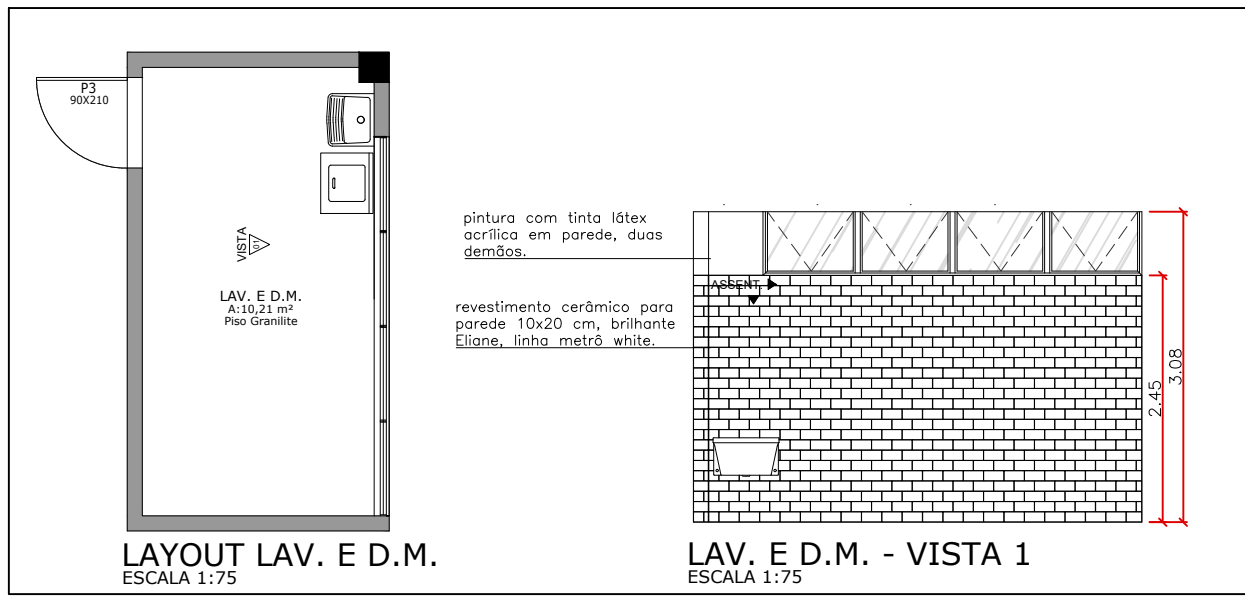 P3
90X210
VISTA
01
LAV. E D.M.
A:10,21 m²
Piso Granilite
LAYOUT LAV. E D.M.
ESCALA 1:75
pintura com tinta látex
acrílica em parede, duas
demãos.
revestimento cerâmico para
parede 10x20 cm, brilhante
Eliane, linha metrô white.
ASSENT.
2.45
3.08
LAV. E D.M. - VISTA 1
ESCALA 1:75